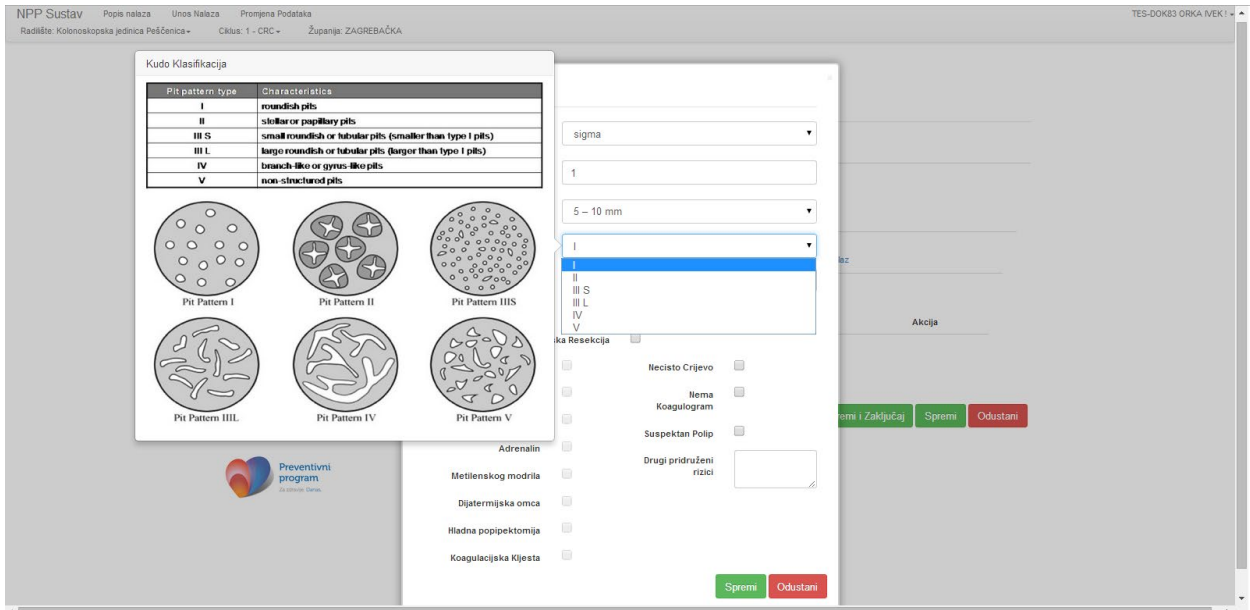 NPP Sustav Popis nalaza Unos Nalaza Promjena Podataka TES-DOK83 ORKA IVEK !
Radilište: Kolonoskopska jedinica Peščenica Ciklus: 1 - CRC Županija: ZAGREBAČKA
Kudo Klasifikacija
Pit pattern type Characteristics
I roundish pits
II stellar or papillary pits
III S small roundish or tubular pits (smaller than type I pits)
III L large roundish or tubular pits (larger than type I pits)
IV branch-like or gyrus-like pits
V non-structured pits
Pit Pattern I Pit Pattern II Pit Pattern IIIS
Pit Pattern IIIL Pit Pattern IV Pit Pattern V
sigma
1
5 – 10 mm
I
I
II
III S
III L
IV
V
ska Resekcija
Necisto Crijevo
Nema
Koagulogram
Suspektan Polip
Drugi pridruženi
rizici
Adrenalin
Metilenskog modrila
Dijatermijska omca
Hladna popipektomija
Koagulacijska Kljesta
Spremi Odustani
laz
Akcija
remi i Zaključaj Spremi Odustani
Preventivni
program